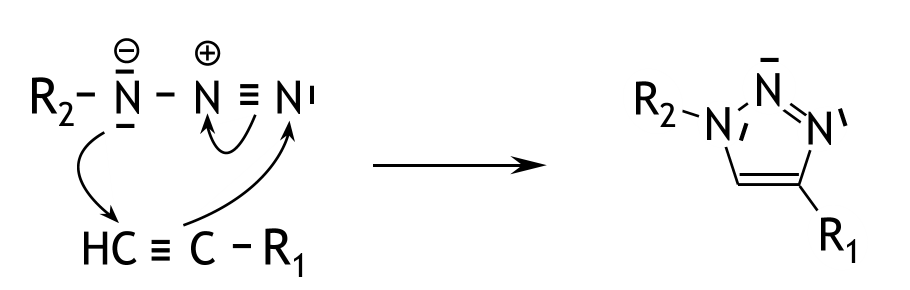 ⊖ ⊕
R₂ – N – N ≡ N
HC ≡ C – R₁
N
R₂ N N
R₁